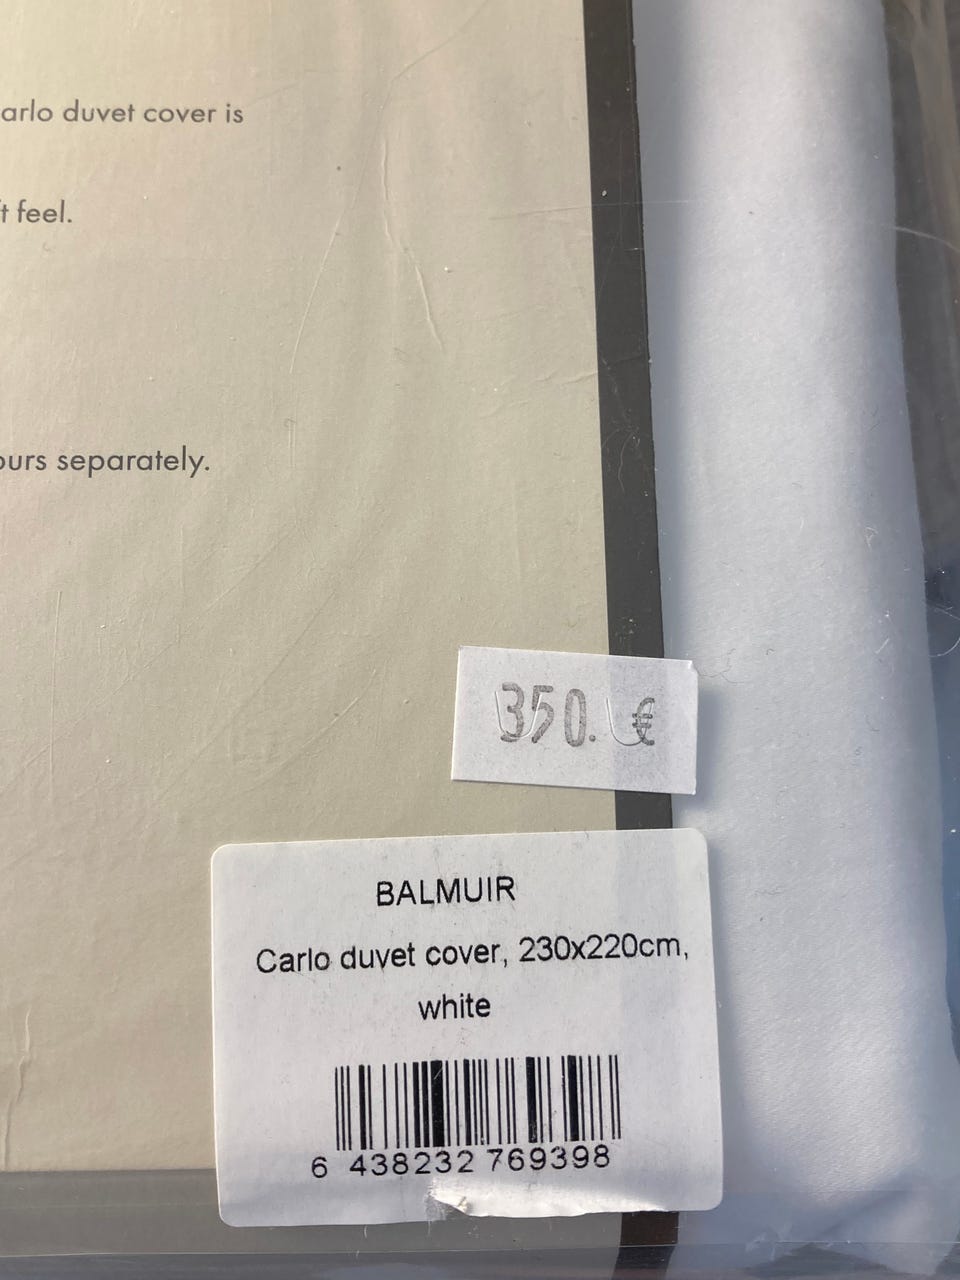 arlo duvet cover is
t feel.
ours separately.
350. €
BALMUIR
Carlo duvet cover, 230x220cm,
white
6 438232 769398